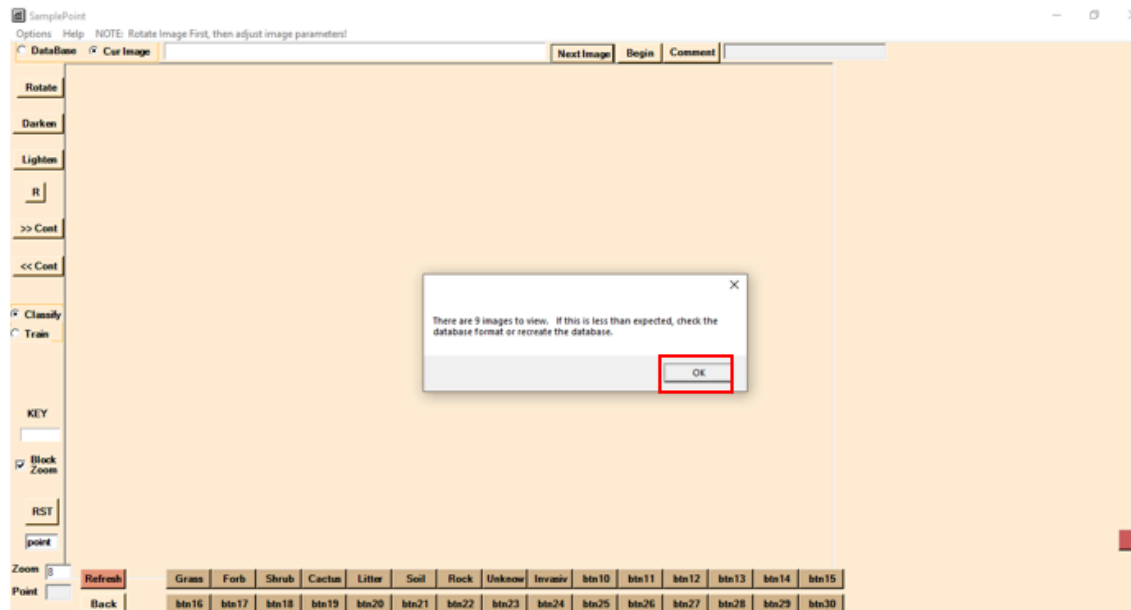 SamplePoint
Options Help NOTE: Rotate Image First, then adjust image parameters!
DataBase Cur Image Next Image Begin Comment
Rotate
Darken
Lighten
R
>> Cont
<< Cont
There are 9 images to view. If this is less than expected, check the
database format or recreate the database.
OK
Classify
Train
KEY
Block
Zoom
RST
point
Zoom 8
Point
Refresh Grass Forb Shrub Cactus Litter Soil Rock Unknow Invasiv btn10 btn11 btn12 btn13 btn14 btn15
Back btn16 btn17 btn18 btn19 btn20 btn21 btn22 btn23 btn24 btn25 btn26 btn27 btn28 btn29 btn30